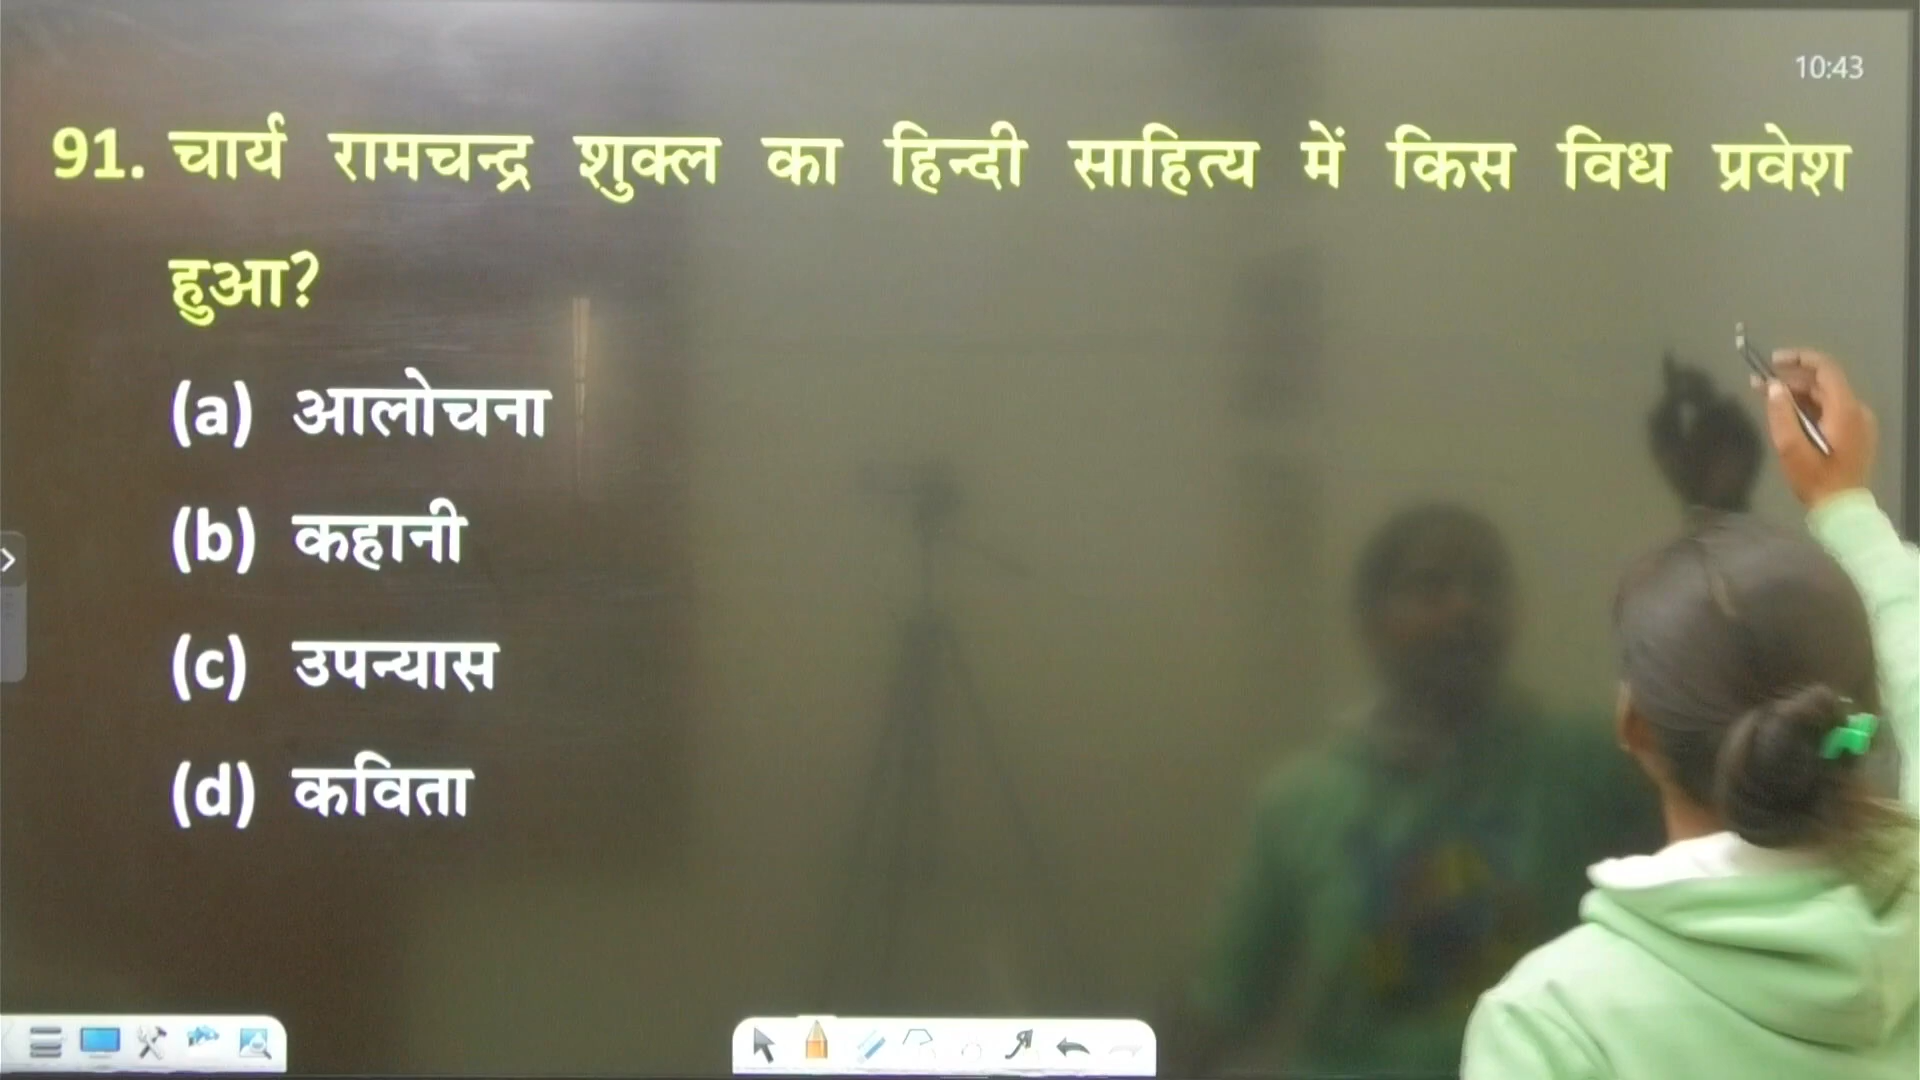 10:43
91. चार्य रामचन्द्र शुक्ल का हिन्दी साहित्य में किस विध प्रवेश
हुआ?
(a) आलोचना
(b) कहानी
(c) उपन्यास
(d) कविता